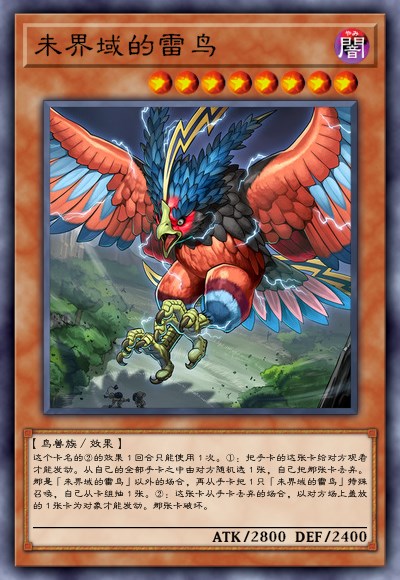 未界域的雷鸟
やみ
闇
【鸟兽族／效果】
这个卡名的②的效果1回合只能使用1次。①：把手卡的这张卡给对方观看
才能发动。从自己的全部手卡之中由对方随机选1张，自己把那张卡丢弃。
那是「未界域的雷鸟」以外的场合，再从手卡把1只「未界域的雷鸟」特殊
召唤，自己从卡组抽1张。②：这张卡从手卡丢弃的场合，以对方场上盖放
的1张卡为对象才能发动。那张卡破坏。
ATK/2800 DEF/2400